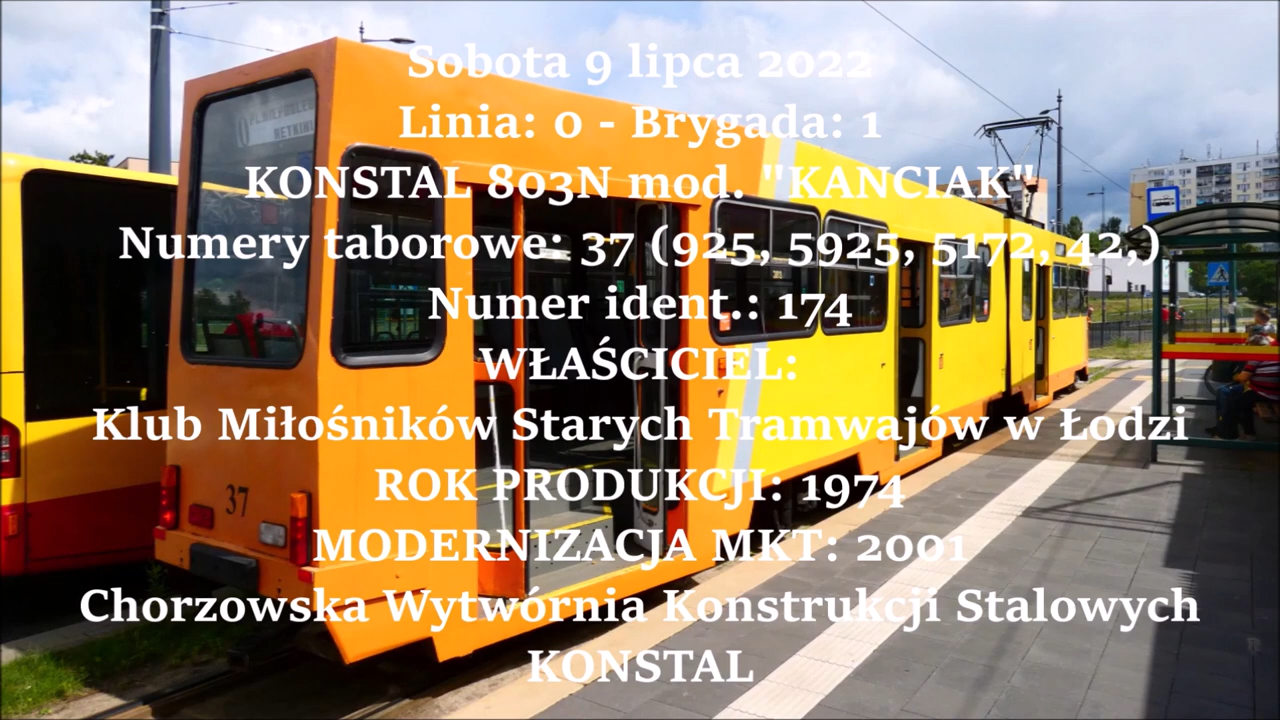 Sobota 9 lipca 2022
Linia: 0 - Brygada: 1
KONSTAL 803N mod. "KANCIAK"
Numery taborowe: 37 (925, 5925, 5172, 42,)
Numer ident.: 174
WŁAŚCICIEL:
Klub Miłośników Starych Tramwajów w Łodzi
ROK PRODUKCJI: 1974
MODERNIZACJA MKT: 2001
Chorzowska Wytwórnia Konstrukcji Stalowych
KONSTAL
0
RETKINIA
37